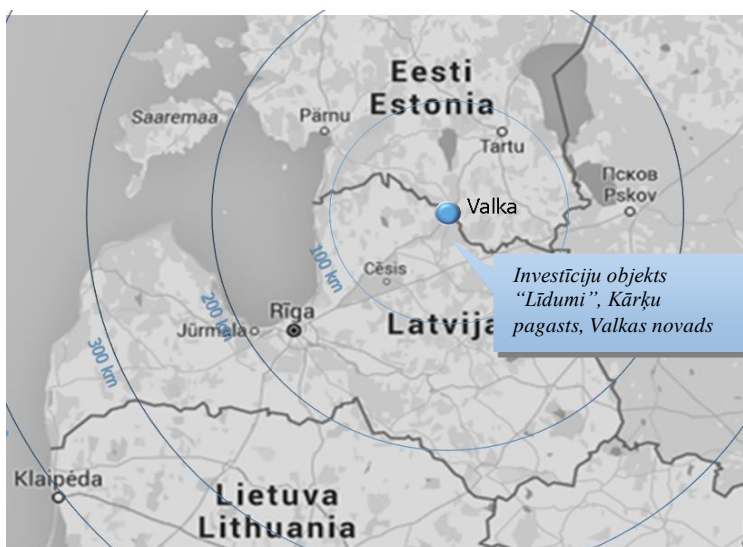 Eesti
Estonia
Saaremaa
Pärnu
Tartu
Псков
Pskov
Valka
100 km
Cēsis
Investīciju objekts
“Līdumi”, Kārķu
pagasts, Valkas novads
200 km
Rīga
Jūrmala
Latvija
300 km
Klaipėda
Lietuva
Lithuania